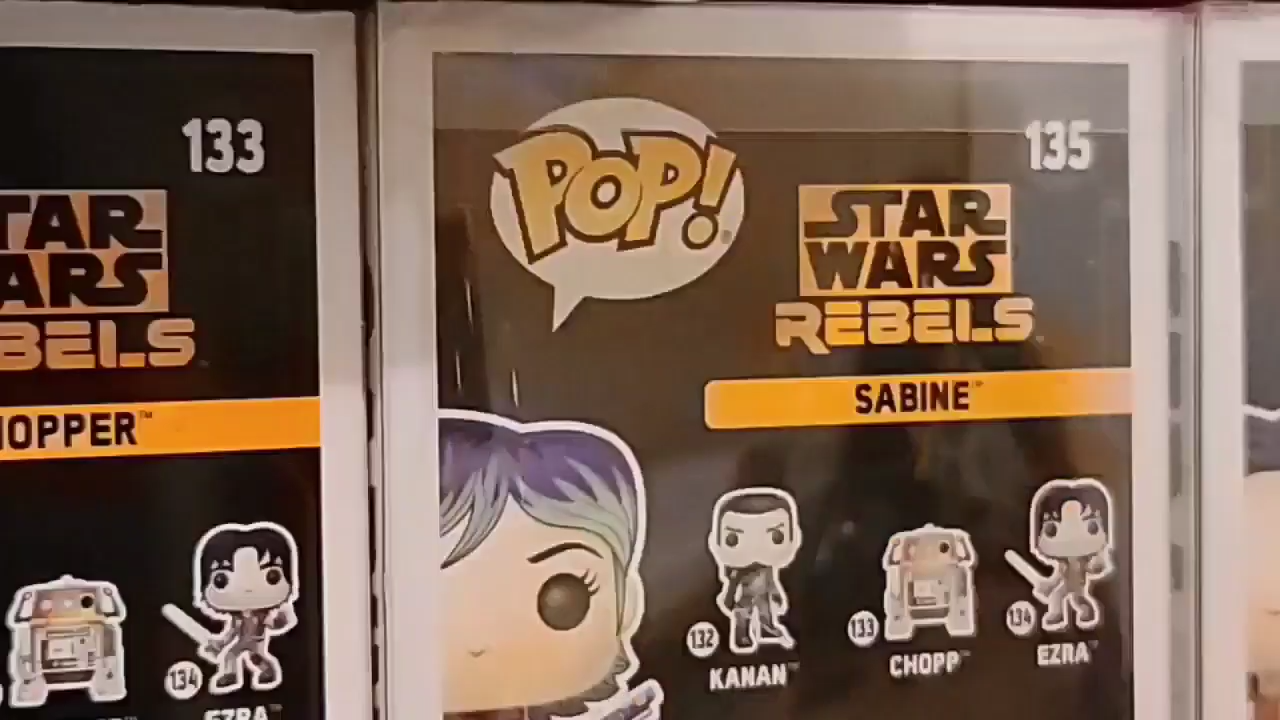 133
TAR
ARS
BELS
HOPPER™
134
EZRA
POP!
135
STAR
WARS
REBELS
SABINE™
132
KANAN™
133
CHOPP™
134
EZRA™